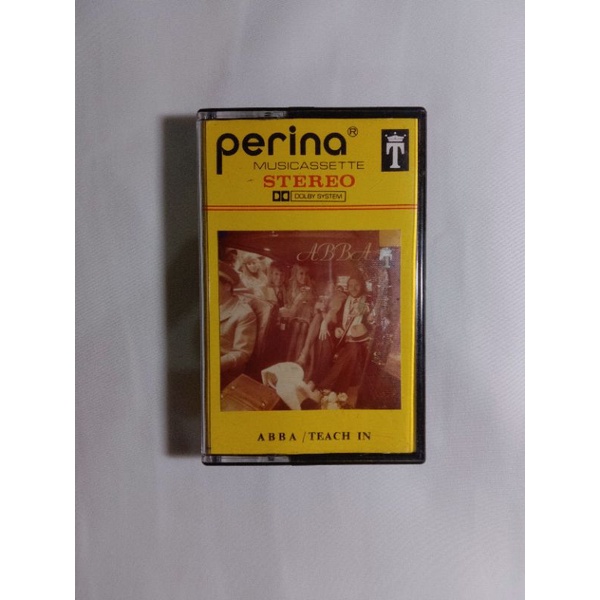 perina®
T
MUSICASSETTE
STEREO
DOLBY SYSTEM
ABBA
T
ABBA / TEACH IN